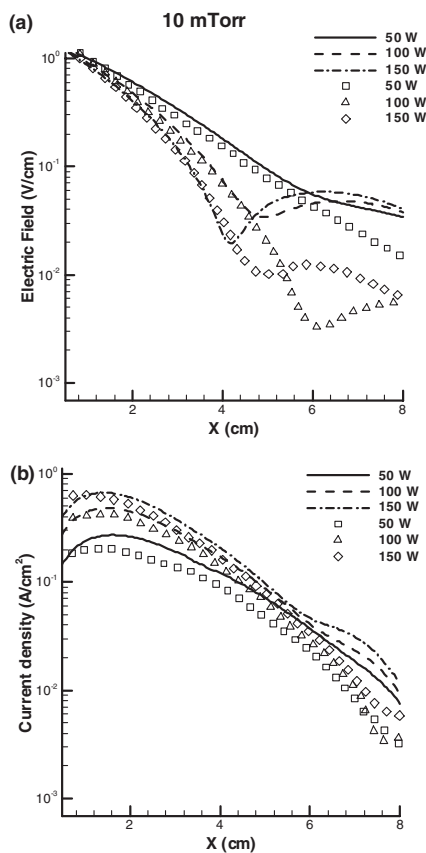 10 mTorr
(a)
50 W
100 W
150 W
50 W
100 W
150 W
Electric Field (V/cm)
10⁰
10⁻¹
10⁻²
10⁻³
2
4
6
8
X (cm)
(b)
50 W
100 W
150 W
50 W
100 W
150 W
Current density (A/cm²)
10⁰
10⁻¹
10⁻²
10⁻³
2
4
6
8
X (cm)